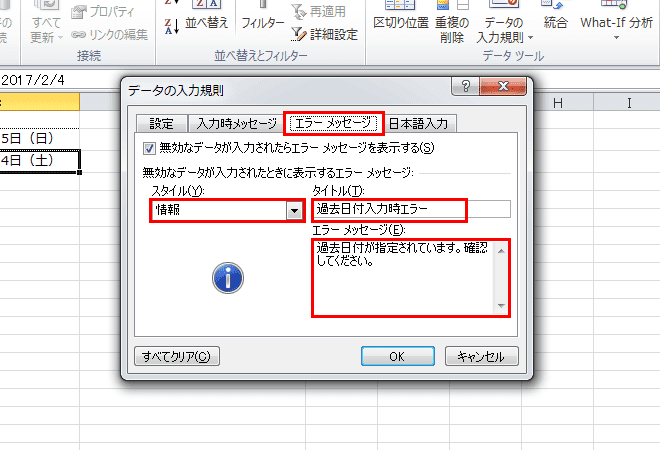 すべて
更新
プロパティ
リンクの編集
接続
並べ替え
フィルター
再適用
詳細設定
並べ替えとフィルター
区切り位置
重複の
削除
データの
入力規則
統合
What-If 分析
データ ツール
2017/2/4
H
I
5日（日）
4日（土）
データの入力規則
設定
入力時メッセージ
エラー メッセージ
日本語入力
無効なデータが入力されたらエラー メッセージを表示する(S)
無効なデータが入力されたときに表示するエラー メッセージ:
スタイル(Y):
タイトル(T):
情報
過去日付入力時エラー
エラー メッセージ(E):
過去日付が指定されています。確認
してください。
すべてクリア(C)
OK
キャンセル